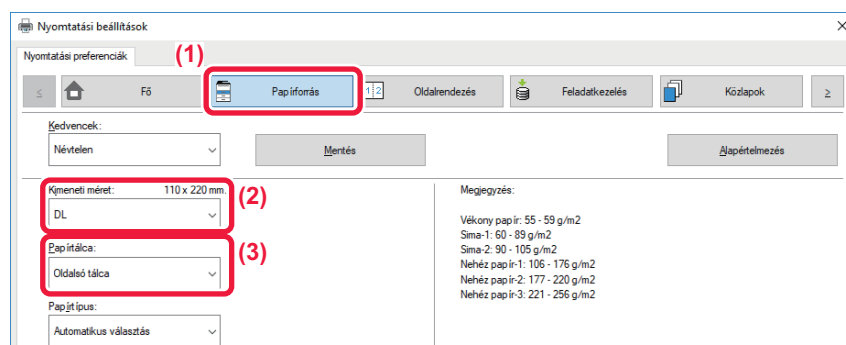 Nyomtatási beállítások
Nyomtatási preferenciák
(1)
< Fő Papírforrás 1 2 Oldalrendezés Feladatkezelés Közlapok >
Kedvencek:
Névtelen Mentés Alapértelmezés
Kimeneti méret: 110 x 220 mm. (2)
DL
Papírtálca: (3)
Oldalsó tálca
Papírtípus:
Automatikus választás
Megjegyzés:
Vékony papír: 55 - 59 g/m2
Sima-1: 60 - 89 g/m2
Sima-2: 90 - 105 g/m2
Nehéz papír-1: 106 - 176 g/m2
Nehéz papír-2: 177 - 220 g/m2
Nehéz papír-3: 221 - 256 g/m2